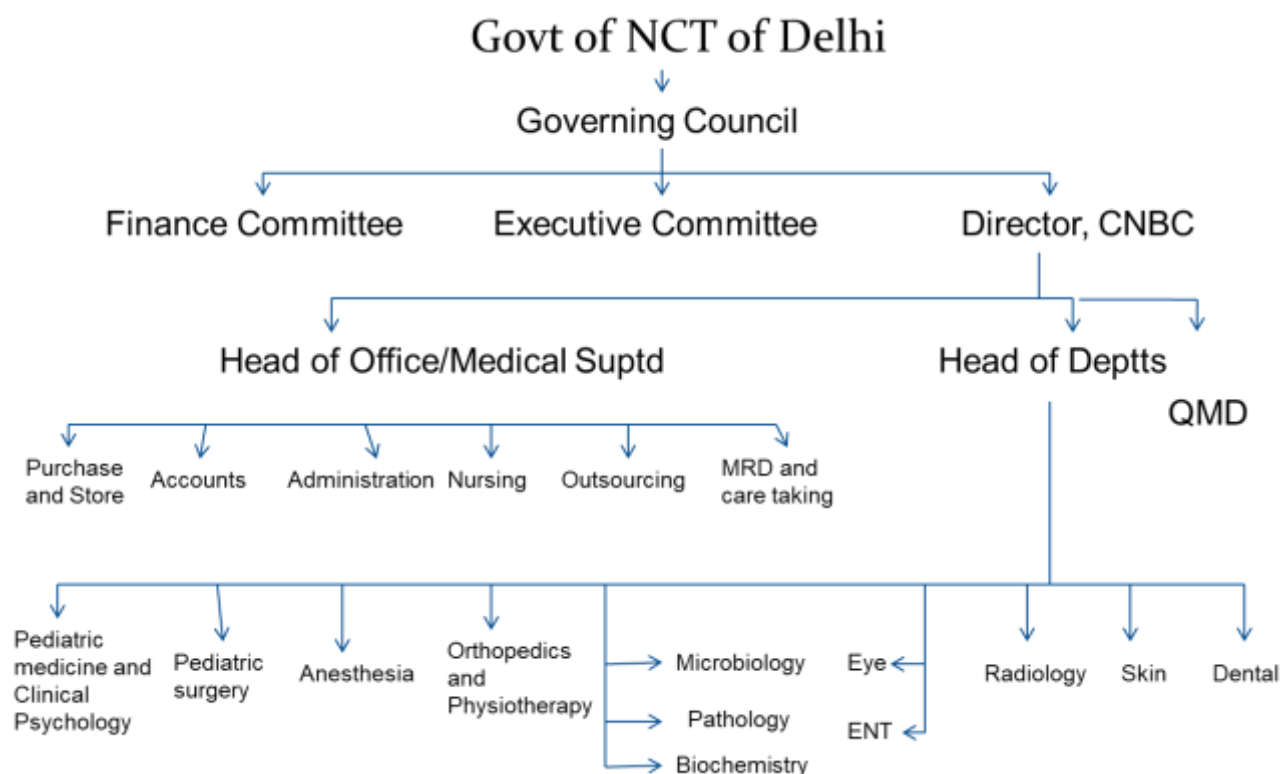 Govt of NCT of Delhi
Governing Council
Finance Committee
Executive Committee
Director, CNBC
Head of Office/Medical Suptd
Head of Deptts
QMD
Purchase
and Store
Accounts
Administration
Nursing
Outsourcing
MRD and
care taking
Pediatric
medicine and
Clinical
Psychology
Pediatric
surgery
Anesthesia
Orthopedics
and
Physiotherapy
Microbiology
Pathology
Biochemistry
Eye
ENT
Radiology
Skin
Dental